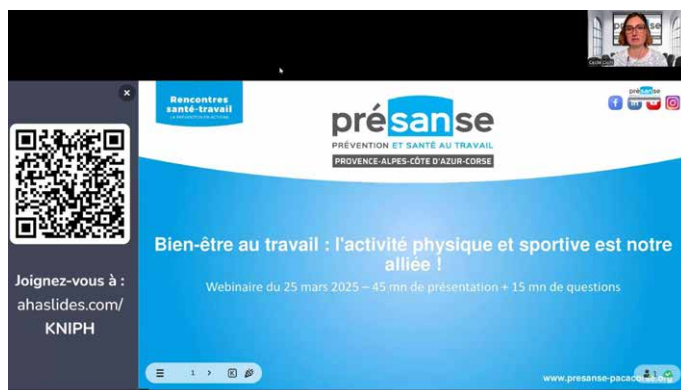 Rencontres
santé-travail
présanse
PRÉVENTION ET SANTÉ AU TRAVAIL
PROVENCE-ALPES-CÔTE D'AZUR-CORSE
Bien-être au travail : l'activité physique et sportive est notre
alliée !
Webinaire du 25 mars 2025 – 45 mn de présentation + 15 mn de questions
Joignez-vous à :
ahaslides.com/
KNIPH
1
www.presanse-pacacorse.org
1